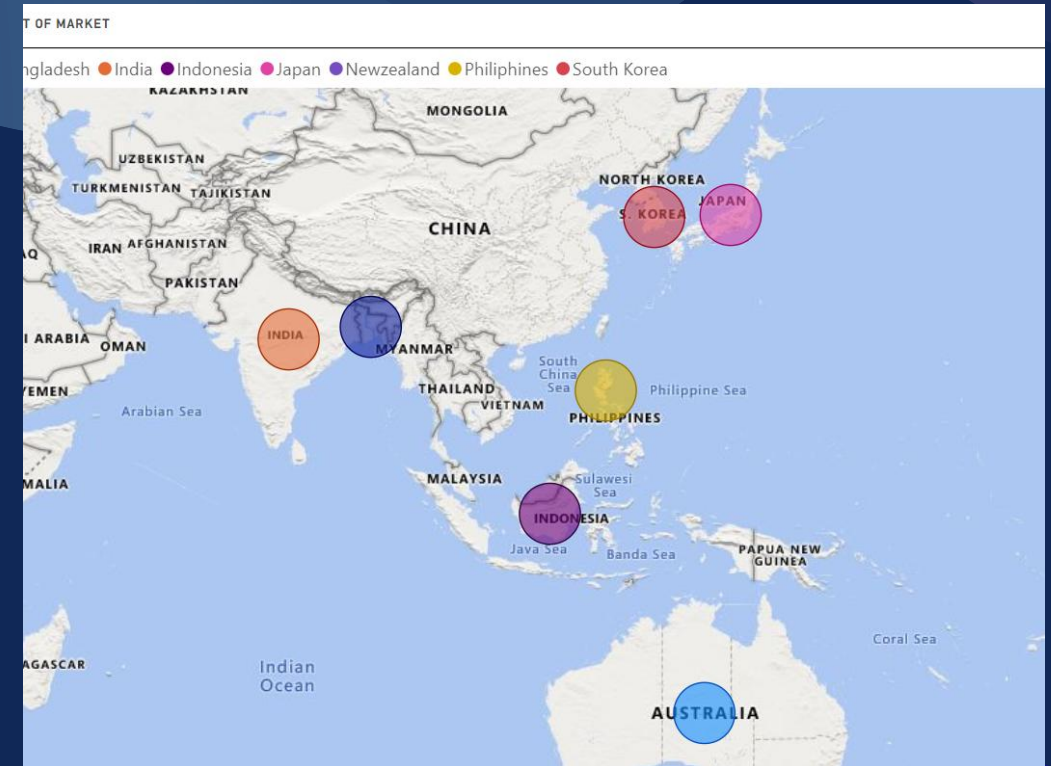 T OF MARKET
ngladesh India Indonesia Japan Newzealand Philiphines South Korea
KAZAKHSTAN
MONGOLIA
UZBEKISTAN
NORTH KOREA
TURKMENISTAN TAJIKISTAN
JAPAN
S. KOREA
CHINA
IRAN AFGHANISTAN
AQ
PAKISTAN
INDIA
I ARABIA OMAN
MYANMAR
South
China
Sea
YEMEN
THAILAND
Philippine Sea
VIETNAM
Arabian Sea
PHILIPPINES
MALIA
MALAYSIA
Sulawesi
Sea
INDONESIA
Java Sea
Banda Sea
PAPUA NEW
GUINEA
Coral Sea
AGASCAR
Indian
Ocean
AUSTRALIA